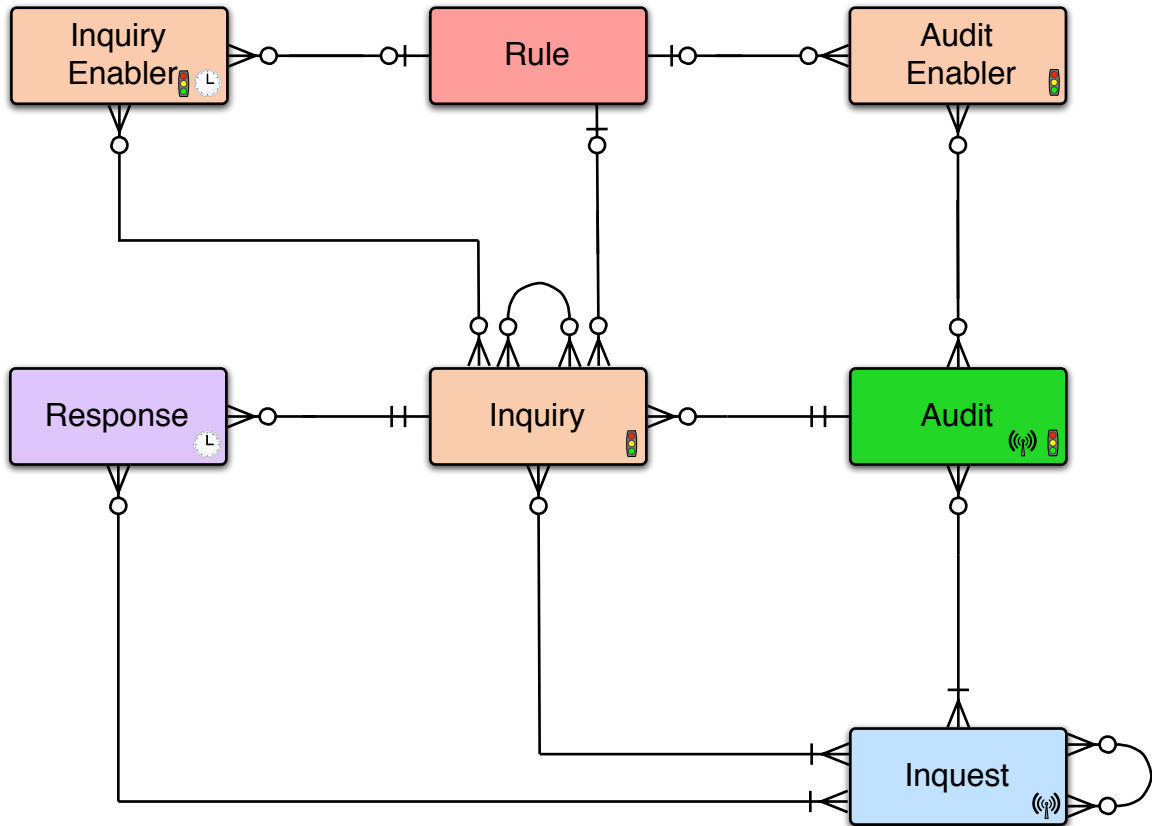 Inquiry
Enabler
Rule
Audit
Enabler
Response
Inquiry
Audit
Inquest